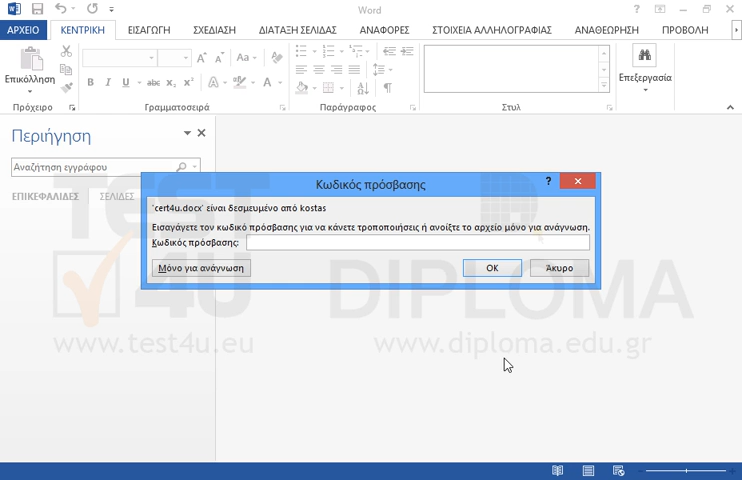 Word
ΑΡΧΕΙΟ ΚΕΝΤΡΙΚΗ ΕΙΣΑΓΩΓΗ ΣΧΕΔΙΑΣΗ ΔΙΑΤΑΞΗ ΣΕΛΙΔΑΣ ΑΝΑΦΟΡΕΣ ΣΤΟΙΧΕΙΑ ΑΛΛΗΛΟΓΡΑΦΙΑΣ ΑΝΑΘΕΩΡΗΣΗ ΠΡΟΒΟΛΗ
Επικόλληση
Επεξεργασία
Πρόχειρο Γραμματοσειρά Παράγραφος Στυλ
Περιήγηση
Αναζήτηση εγγράφου
ΕΠΙΚΕΦΑΛΙΔΕΣ ΣΕΛΙΔΕΣ
Κωδικός πρόσβασης
'cert4u.docx' είναι δεσμευμένο από kostas
Εισαγάγετε τον κωδικό πρόσβασης για να κάνετε τροποποιήσεις ή ανοίξτε το αρχείο μόνο για ανάγνωση.
Κωδικός πρόσβασης:
Μόνο για ανάγνωση OK Άκυρο
TEST
4U DIPLOMA
www.test4u.eu www.diploma.edu.gr